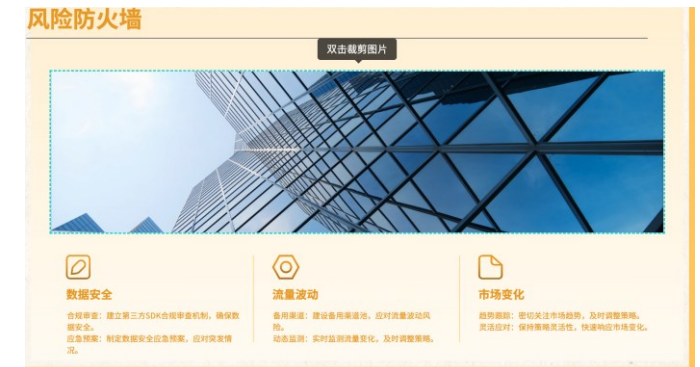 风险防火墙
双击裁剪图片
数据安全
合规审查：建立第三方SDK合规审查机制，确保数
据安全。
应急预案：制定数据安全应急预案，应对突发情
况。
流量波动
备用渠道：建设备用渠道池，应对流量波动风
险。
动态监测：实时监测流量变化，及时调整策略。
市场变化
趋势跟踪：密切关注市场趋势，及时调整策略。
灵活应对：保持策略灵活性，快速响应市场变化。